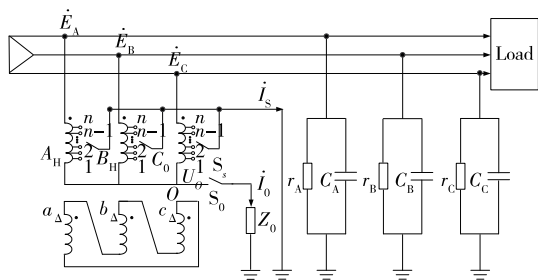 Ė_A
Ė_B
Ė_C
Load
İ_S
n n n
n−1 n−1 n−1
A_H 2 B_H 2 C_0 2
1 1 1
U_0 S_s
O S_0 İ_0
Z_0
r_A C_A r_B C_B r_C C_C
a_Δ b_Δ c_Δ